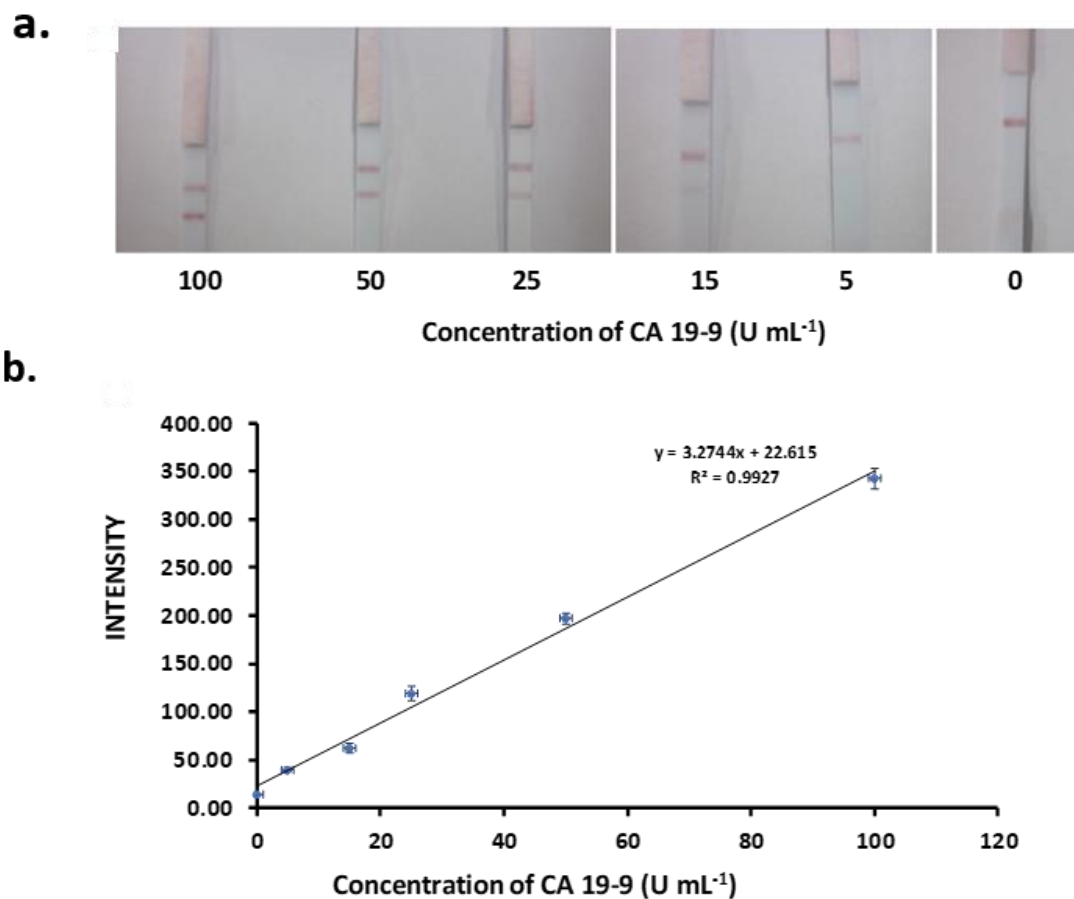 a.
100 50 25 15 5 0
Concentration of CA 19-9 (U mL⁻¹)
b.
400.00
350.00
300.00
250.00
200.00
150.00
100.00
50.00
0.00
INTENSITY
y = 3.2744x + 22.615
R² = 0.9927
0 20 40 60 80 100 120
Concentration of CA 19-9 (U mL⁻¹)